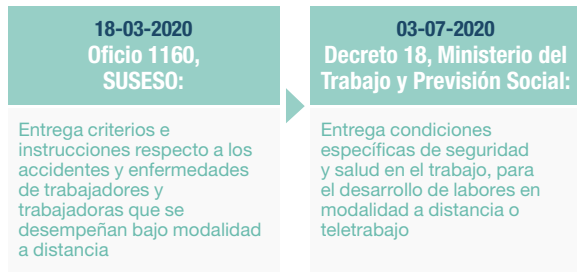 18-03-2020
Oficio 1160,
SUSESO:
Entrega criterios e
instrucciones respecto a los
accidentes y enfermedades
de trabajadores y
trabajadoras que se
desempeñan bajo modalidad
a distancia
03-07-2020
Decreto 18, Ministerio del
Trabajo y Previsión Social:
Entrega condiciones
específicas de seguridad
y salud en el trabajo, para
el desarrollo de labores en
modalidad a distancia o
teletrabajo